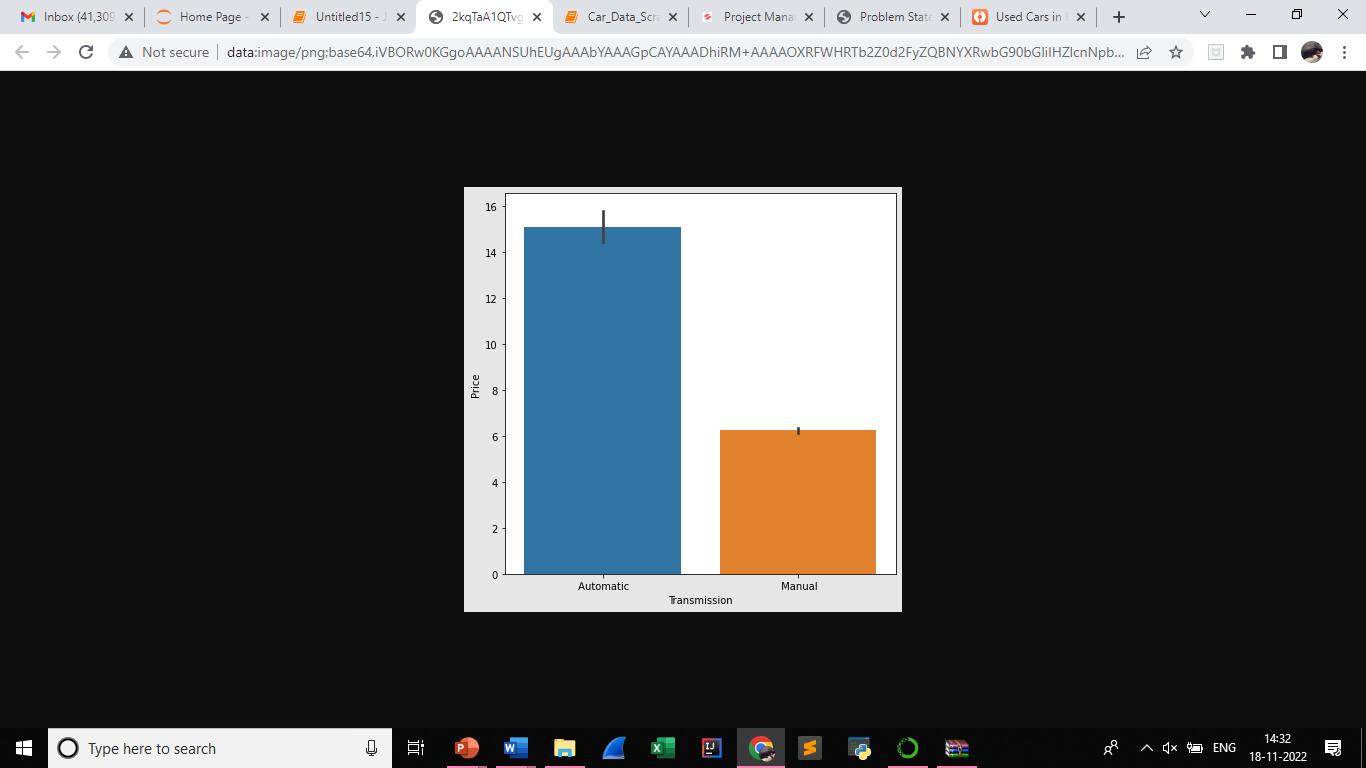 Inbox (41,309
Home Page -
Untitled15 - J
2kqTaA1QTvg
Car_Data_Scra
Project Mana
Problem State
Used Cars in
Not secure
data:image/png;base64,iVBORw0KGgoAAAANSUhEUgAAAbYAAAGpCAYAAADhiRM+AAAAOXRFWHRTb2Z0d2FyZQBNYXRwbG90bGliIHZlcnNpb...
16
14
12
10
8
6
4
2
0
Price
Automatic Manual
Transmission
Type here to search
P
W
X
IJ
S
ENG
14:32
18-11-2022